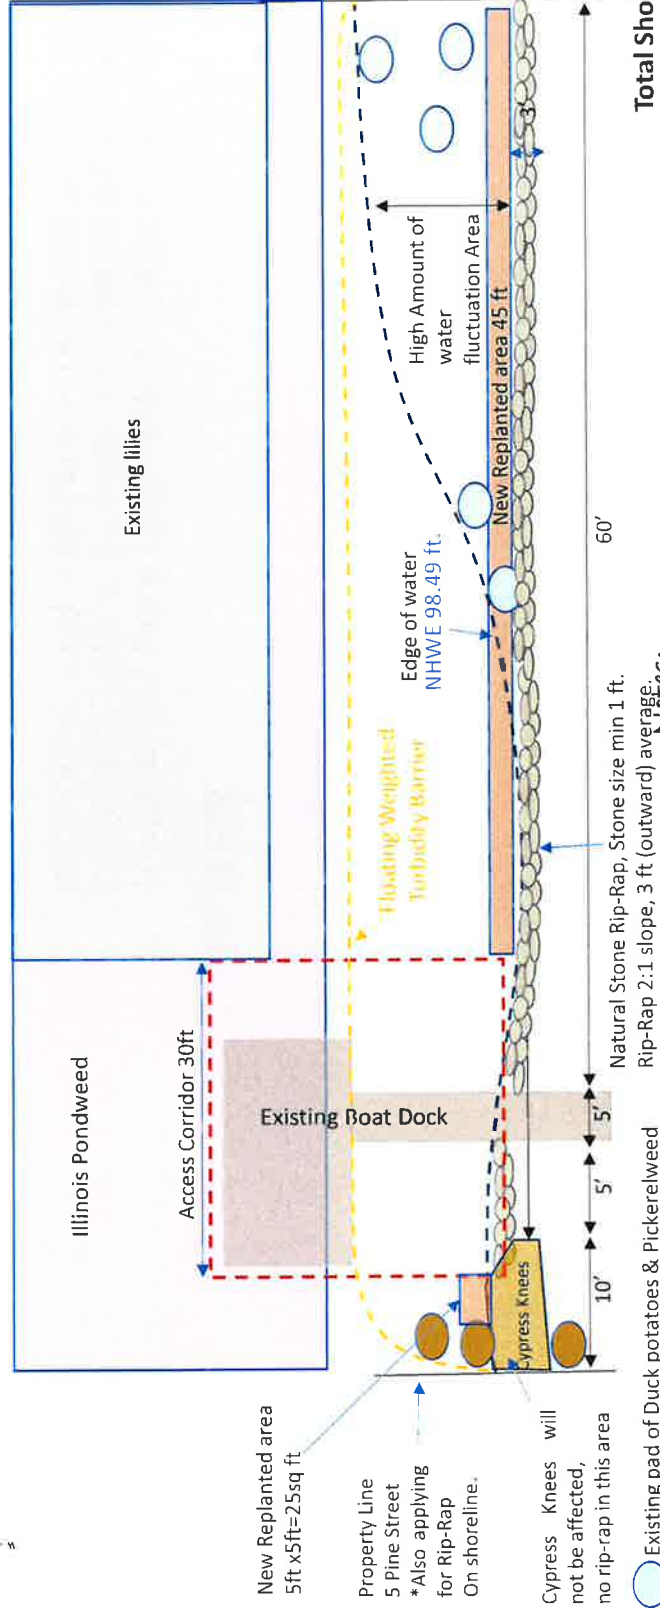 Existing lilies
Illinois Pondweed
Access Corridor 30ft
Existing Boat Dock
Floating Weighted
Turbidity Barrier
Edge of water
NHWE 98.49 ft.
High Amount of
water
fluctuation Area
New Replanted area 45 ft
3'
60'
5'
5'
10'
Cypress Knees
New Replanted area
5ft x5ft=25sq ft
Property Line
5 Pine Street
*Also applying
for Rip-Rap
On shoreline.
Cypress Knees will
not be affected,
no rip-rap in this area
Natural Stone Rip-Rap, Stone size min 1 ft.
Rip-Rap 2:1 slope, 3 ft (outward) average.
Total Sho
Existing pad of Duck potatoes & Pickerelweed